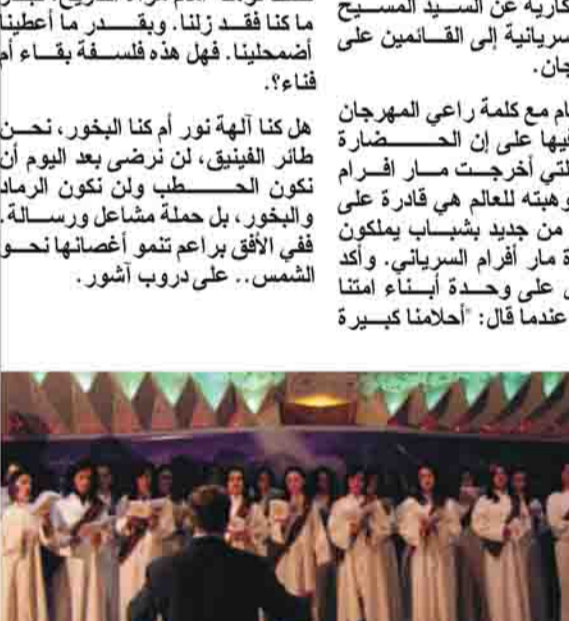 كارية عن السيد المسيح
سريانية إلى القائمين على
جان.
ام مع كلمة راعي المهرجان
فيها على إن الحضارة
لتي أخرجت مار افرام
وهبته للعالم هي قادرة على
من جديد بشباب يملكون
ة مار أفرام السرياني. وأكد
على وحدة أبناء امتنا
عندما قال: "أحلامنا كبيرة
ما كنا فقد زلنا. وبقدر ما أعطينا
أضمحلينا. فهل هذه فلسفة بقاء أم
فناء؟.
هل كنا آلهة نور أم كنا البخور، نحن
طائر الفينيق، لن نرضى بعد اليوم أن
نكون الحطب ولن نكون الرماد
والبخور، بل حملة مشاعل ورسالة.
ففي الأفق براعم تنمو أغصانها نحو
الشمس.. على دروب آشور.